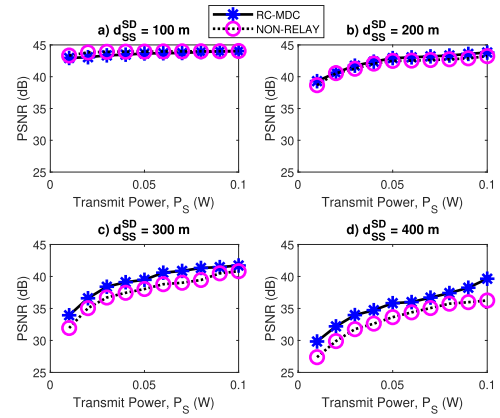 RC-MDC
NON-RELAY
a) d_SS^SD = 100 m
45
40
35
30
25
PSNR (dB)
0
0.05
0.1
Transmit Power, P_S (W)
b) d_SS^SD = 200 m
45
40
35
30
25
PSNR (dB)
0
0.05
0.1
Transmit Power, P_S (W)
c) d_SS^SD = 300 m
45
40
35
30
25
PSNR (dB)
0
0.05
0.1
Transmit Power, P_S (W)
d) d_SS^SD = 400 m
45
40
35
30
25
PSNR (dB)
0
0.05
0.1
Transmit Power, P_S (W)